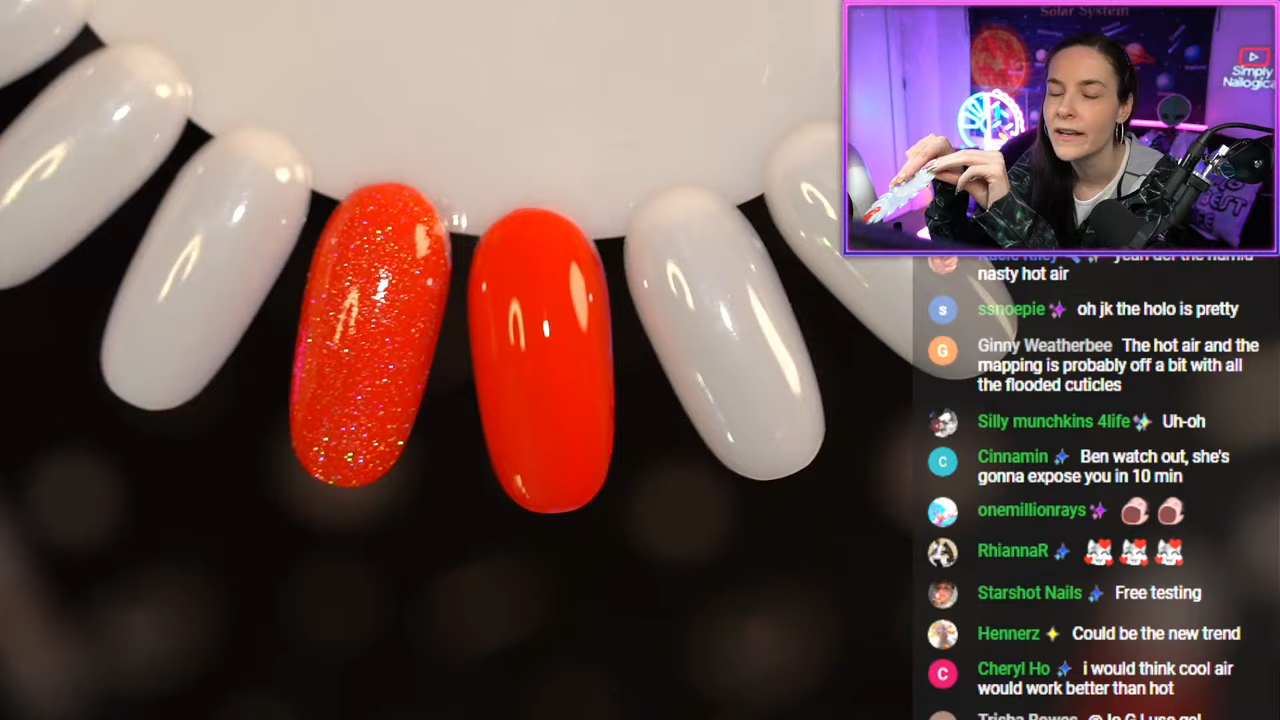 Solar System
Simply
Nailogical
nasty hot air
ssnoepie oh jk the holo is pretty
Ginny Weatherbee The hot air and the
mapping is probably off a bit with all
the flooded cuticles
Silly munchkins 4life Uh-oh
Cinnamin Ben watch out, she's
gonna expose you in 10 min
onemillionrays
RhiannaR
Starshot Nails Free testing
Hennerz Could be the new trend
Cheryl Ho i would think cool air
would work better than hot